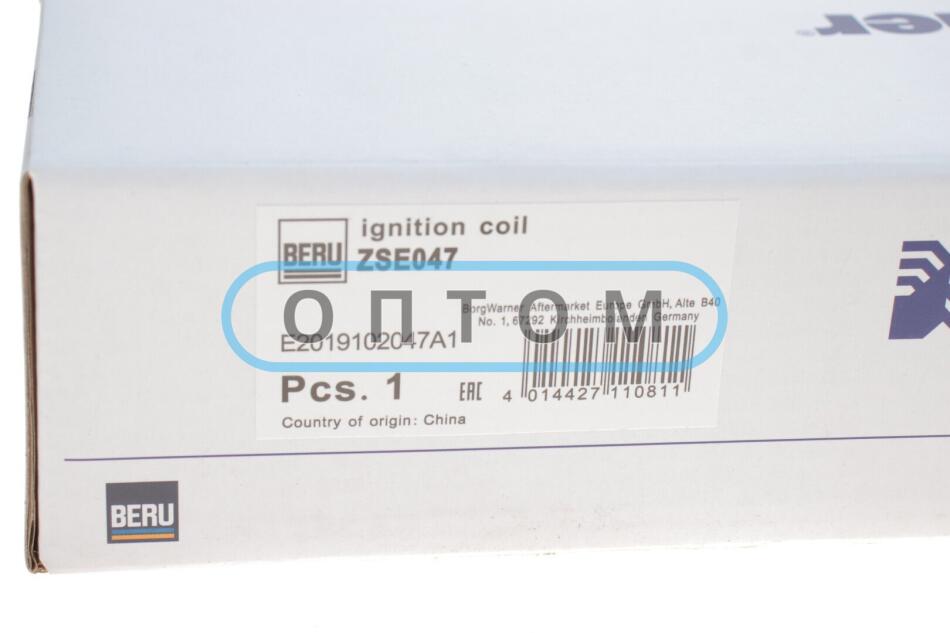 er®
BERU
ignition coil
ZSE047
BorgWarner Aftermarket Europe GmbH, Alte B40
No. 1, 67292 Kirchheimbolanden Germany
ОПТОМ
E2019102047A1
Pcs. 1
EAC
4 014427 110811
Country of origin: China
BERU